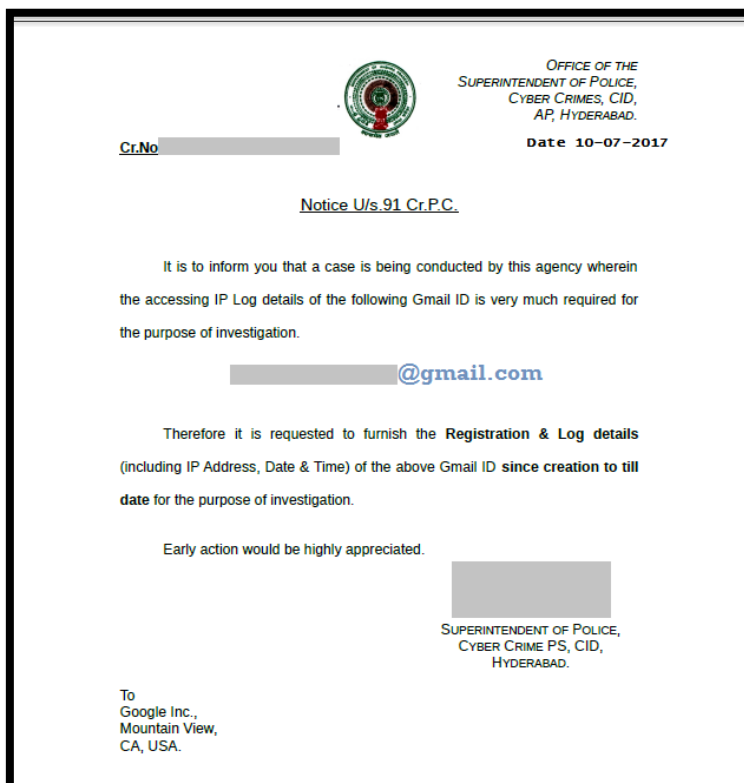 OFFICE OF THE
SUPERINTENDENT OF POLICE,
CYBER CRIMES, CID,
AP, HYDERABAD.
Cr.No
Date 10-07-2017
Notice U/s.91 Cr.P.C.
It is to inform you that a case is being conducted by this agency wherein
the accessing IP Log details of the following Gmail ID is very much required for
the purpose of investigation.
@gmail.com
Therefore it is requested to furnish the Registration & Log details
(including IP Address, Date & Time) of the above Gmail ID since creation to till
date for the purpose of investigation.
Early action would be highly appreciated.
SUPERINTENDENT OF POLICE,
CYBER CRIME PS, CID,
HYDERABAD.
To
Google Inc.,
Mountain View,
CA, USA.